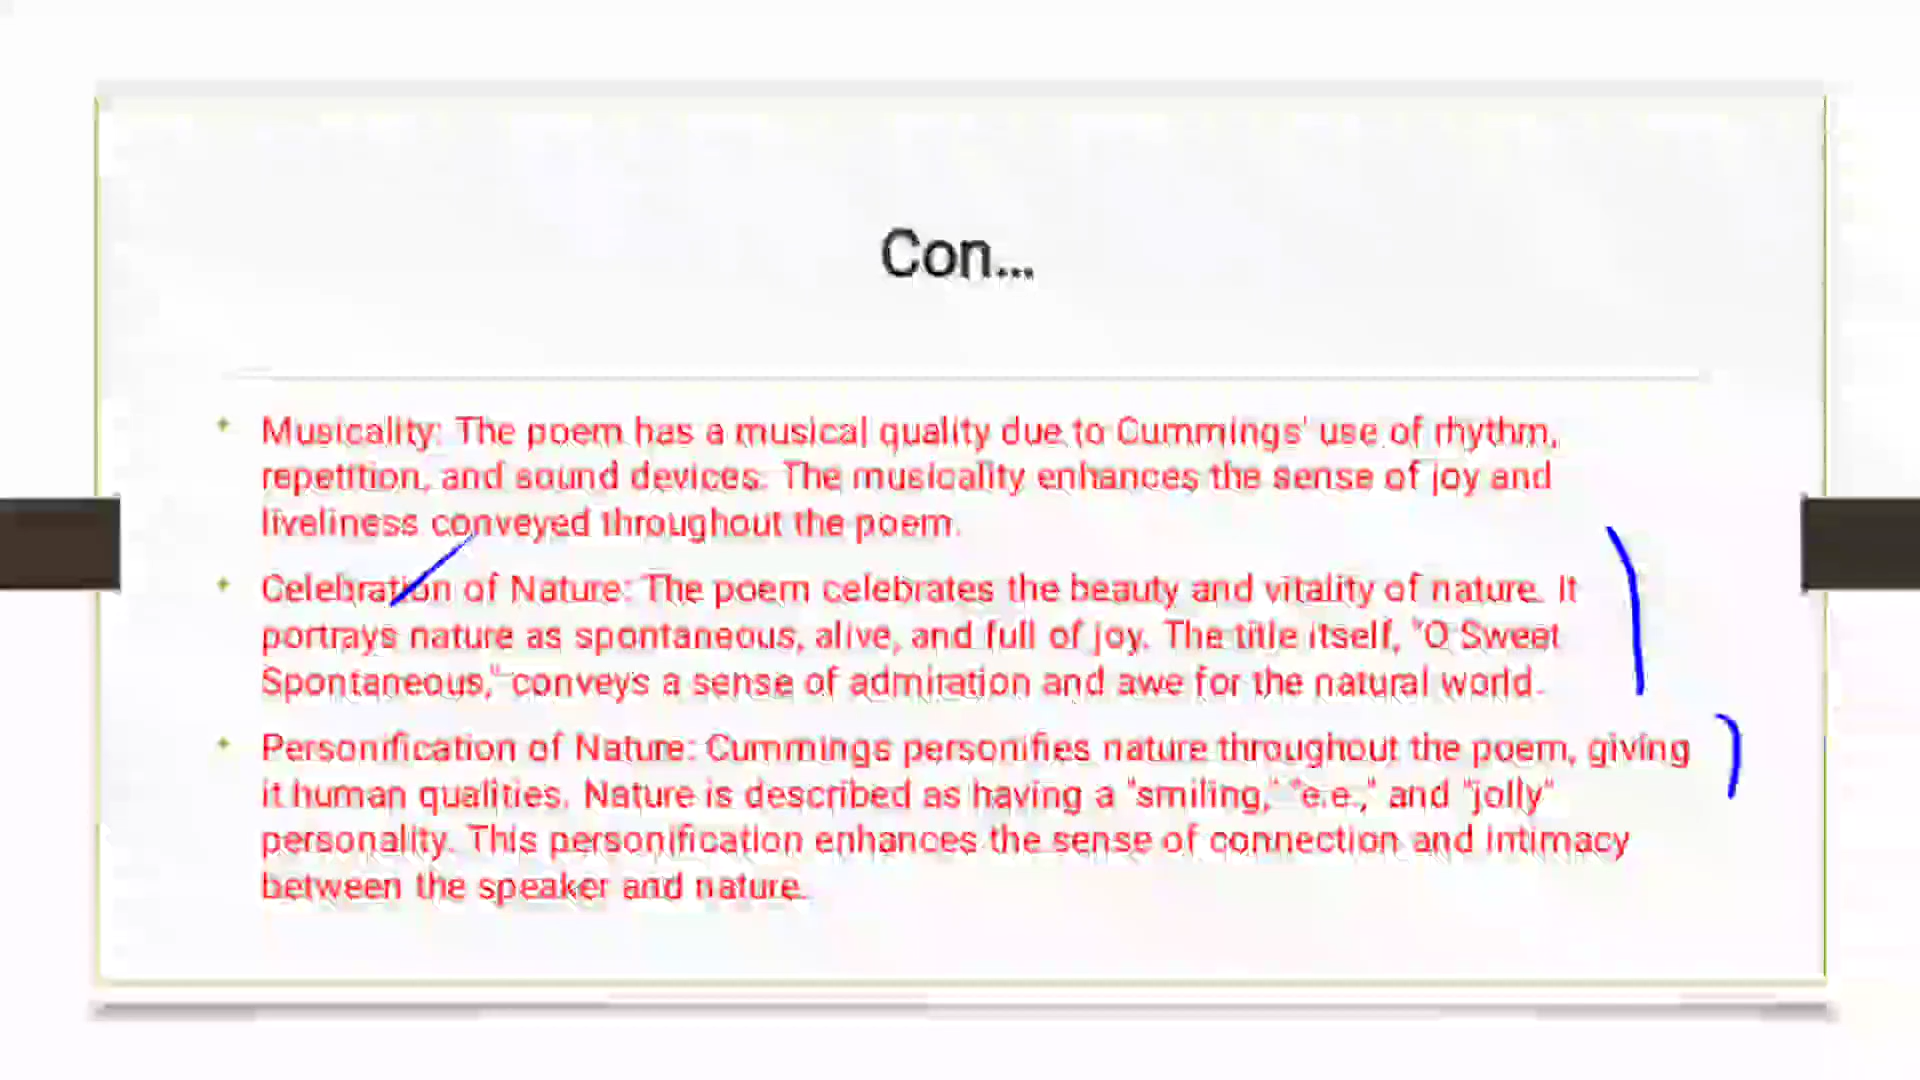 Con...
Musicality: The poem has a musical quality due to Cummings' use of rhythm,
repetition, and sound devices. The musicality enhances the sense of joy and
liveliness conveyed throughout the poem.
Celebration of Nature: The poem celebrates the beauty and vitality of nature. It
portrays nature as spontaneous, alive, and full of joy. The title itself, "O Sweet
Spontaneous," conveys a sense of admiration and awe for the natural world.
Personification of Nature: Cummings personifies nature throughout the poem, giving
it human qualities. Nature is described as having a "smiling," "e.e.," and "jolly"
personality. This personification enhances the sense of connection and intimacy
between the speaker and nature.